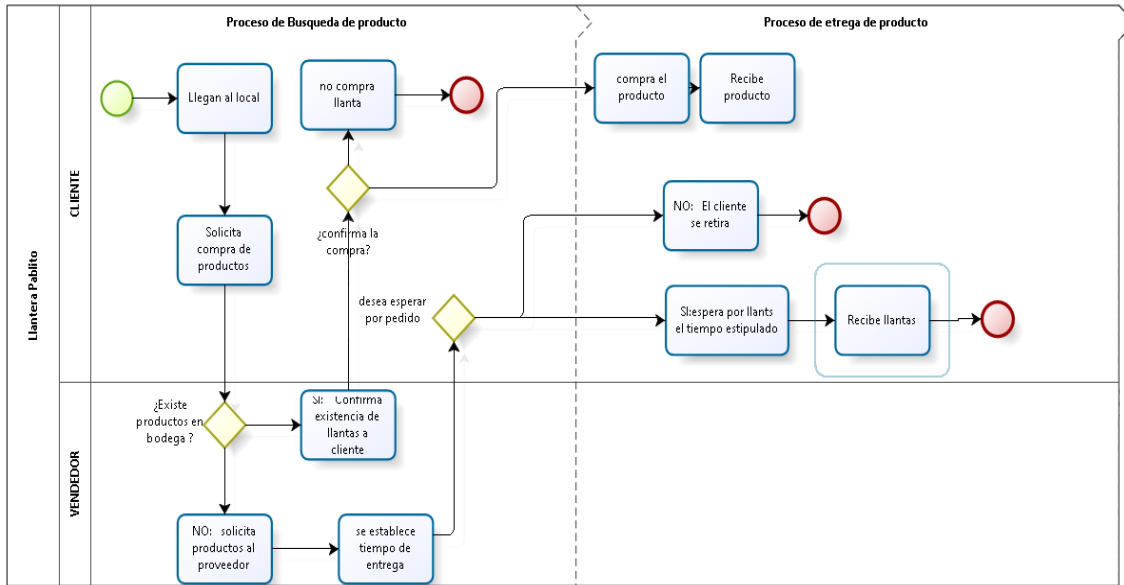 Proceso de Busqueda de producto
Proceso de etrega de producto
Llantera Pablito
CLIENTE
Llegan al local
no compra
llanta
compra el
producto
Recibe
producto
¿confirma la
compra?
Solicita
compra de
productos
NO: El cliente
se retira
desea esperar
por pedido
SI:espera por llants
el tiempo estipulado
Recibe llantas
VENDEDOR
¿Existe
productos en
bodega ?
SI: Confirma
existencia de
llantas a
cliente
NO: solicita
productos al
proveedor
se establece
tiempo de
entrega